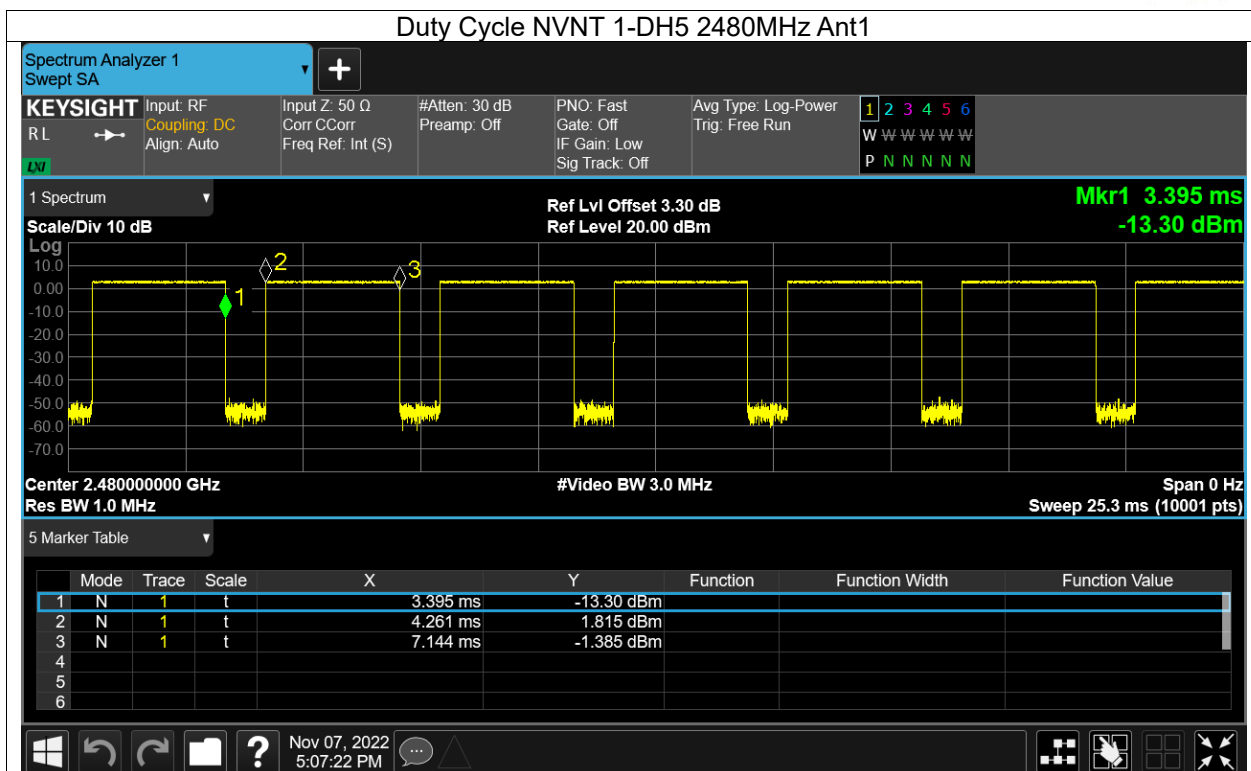 Duty Cycle NVNT 1-DH5 2480MHz Ant1
Spectrum Analyzer 1
Swept SA
KEYSIGHT
R L
LXI
Input: RF
Coupling: DC
Align: Auto
Input Z: 50 Ω
Corr CCorr
Freq Ref: Int (S)
#Atten: 30 dB
Preamp: Off
PNO: Fast
Gate: Off
IF Gain: Low
Sig Track: Off
Avg Type: Log-Power
Trig: Free Run
1 2 3 4 5 6
W W W W W W
P N N N N N
1 Spectrum
Scale/Div 10 dB
Ref Lvl Offset 3.30 dB
Ref Level 20.00 dBm
Mkr1 3.395 ms
-13.30 dBm
Log
10.0
0.00
-10.0
-20.0
-30.0
-40.0
-50.0
-60.0
-70.0
1
2
3
Center 2.480000000 GHz
#Video BW 3.0 MHz
Span 0 Hz
Res BW 1.0 MHz
Sweep 25.3 ms (10001 pts)
5 Marker Table
Mode Trace Scale X Y Function Function Width Function Value
1 N 1 t 3.395 ms -13.30 dBm
2 N 1 t 4.261 ms 1.815 dBm
3 N 1 t 7.144 ms -1.385 dBm
4
5
6
?
Nov 07, 2022
5:07:22 PM